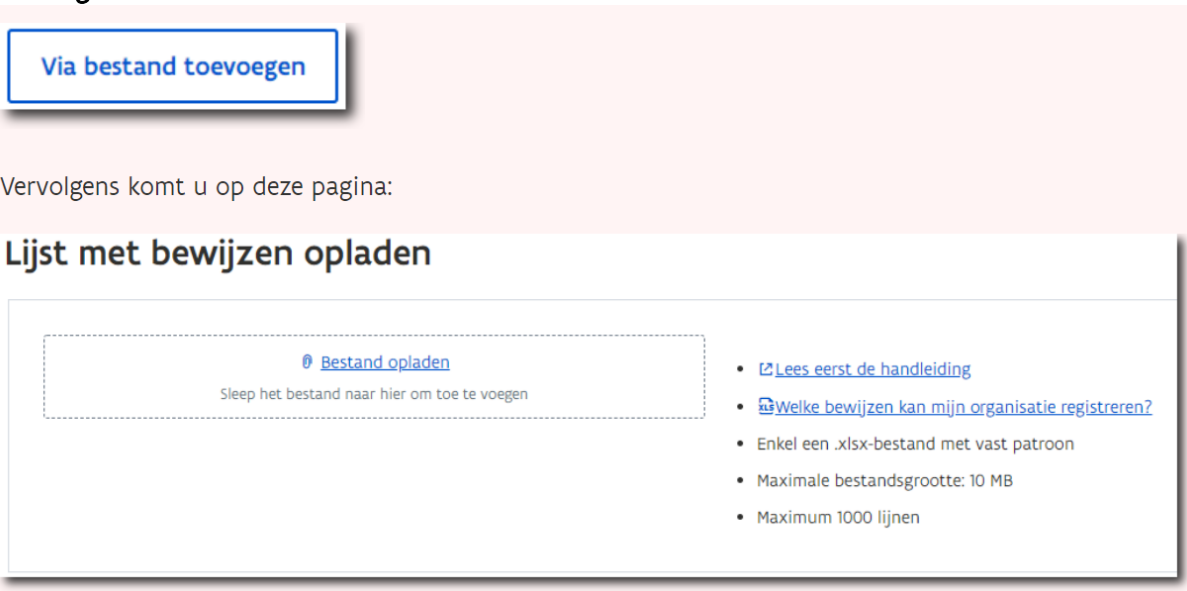 Via bestand toevoegen
Vervolgens komt u op deze pagina:
Lijst met bewijzen opladen
Bestand opladen
Sleep het bestand naar hier om toe te voegen
Lees eerst de handleiding
Welke bewijzen kan mijn organisatie registreren?
Enkel een .xlsx-bestand met vast patroon
Maximale bestandsgrootte: 10 MB
Maximum 1000 lijnen